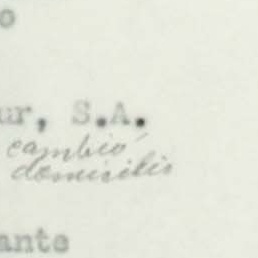 o
ur, S.A.
cambió
domicilio
ante